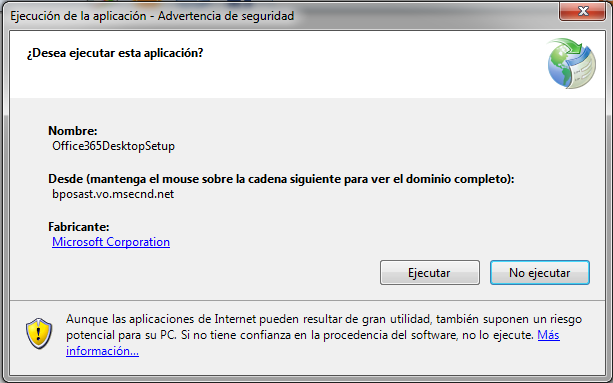 Ejecución de la aplicación - Advertencia de seguridad
¿Desea ejecutar esta aplicación?
Nombre:
Office365DesktopSetup
Desde (mantenga el mouse sobre la cadena siguiente para ver el dominio completo):
bposast.vo.msecnd.net
Fabricante:
Microsoft Corporation
Ejecutar
No ejecutar
Aunque las aplicaciones de Internet pueden resultar de gran utilidad, también suponen un riesgo
potencial para su PC. Si no tiene confianza en la procedencia del software, no lo ejecute. Más
información...